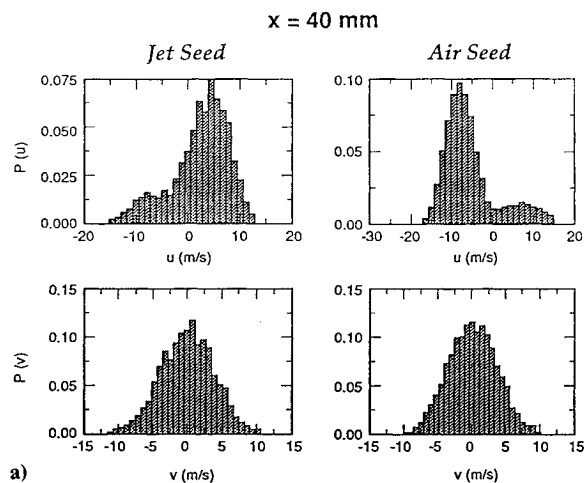 x = 40 mm
Jet Seed Air Seed
0.075
0.050
0.025
0.000
P (u)
-20 -10 0 10 20
u (m/s)
0.10
0.05
0.00
-30 -20 -10 0 10 20
u (m/s)
0.15
0.10
0.05
0.00
P (v)
-15 -10 -5 0 5 10 15
v (m/s)
0.15
0.10
0.05
0.00
-15 -10 -5 0 5 10 15
v (m/s)
a)